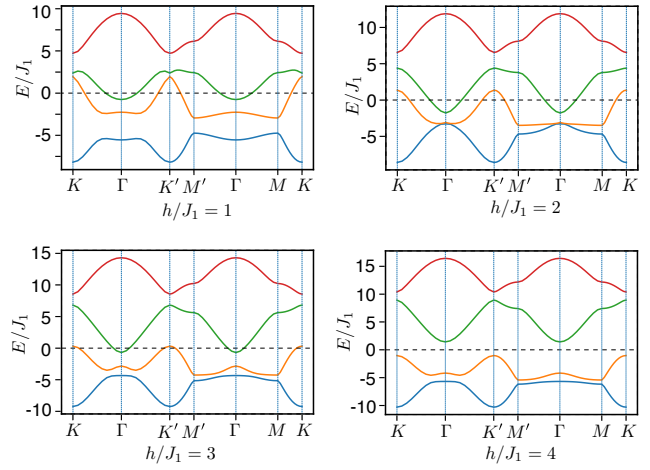 10
5
0
-5
E/J₁
K Γ K′ M′ Γ M K
h/J₁ = 1
10
5
0
-5
E/J₁
K Γ K′ M′ Γ M K
h/J₁ = 2
15
10
5
0
-5
-10
E/J₁
K Γ K′ M′ Γ M K
h/J₁ = 3
15
10
5
0
-5
-10
E/J₁
K Γ K′ M′ Γ M K
h/J₁ = 4